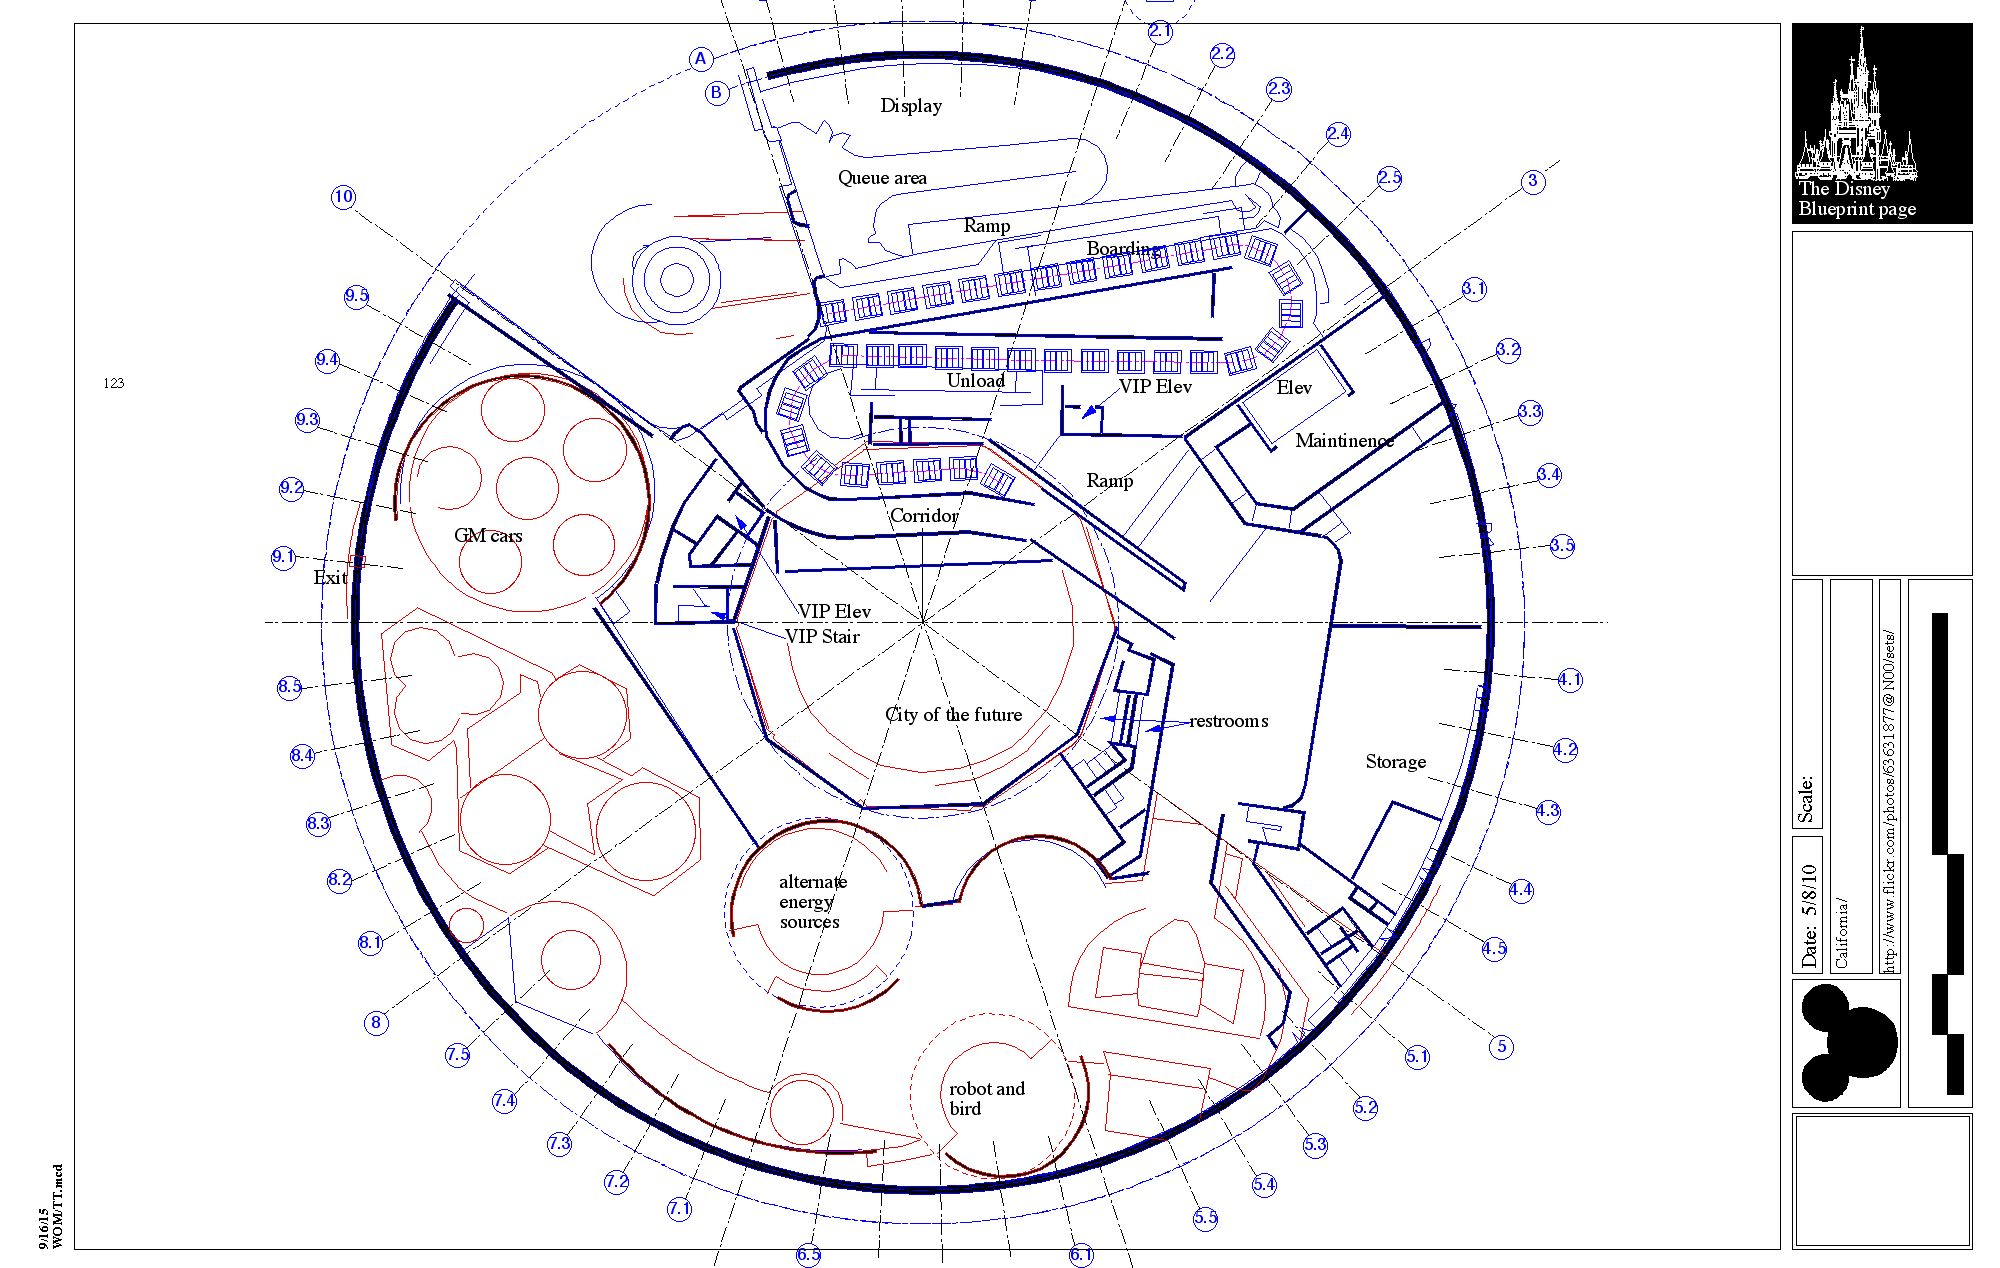 A
B
2.1
2.2
2.3
2.4
2.5
3
3.1
3.2
3.3
3.4
3.5
4.1
4.2
4.3
4.4
4.5
5
5.1
5.2
5.3
5.4
5.5
6.1
6.5
7.1
7.2
7.3
7.4
7.5
8
8.1
8.2
8.3
8.4
8.5
9.1
9.2
9.3
9.4
9.5
10
Display
Queue area
Ramp
Boarding
Unload
VIP Elev
Elev
Maintinence
Ramp
Corridor
GM cars
Exit
VIP Elev
VIP Stair
City of the future
restrooms
Storage
alternate
energy
sources
robot and
bird
123
9/16/15
WOM/TT.mcd
The Disney
Blueprint page
Scale:
Date: 5/8/10
California/
http://www.flickr.com/photos/63631877@N00/sets/